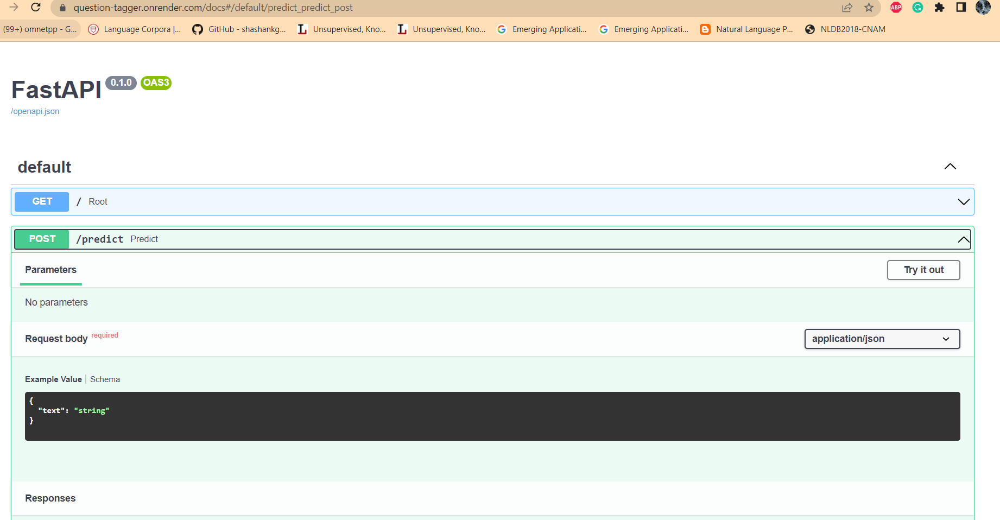 question-tagger.onrender.com/docs#/default/predict_predict_post
ABP
(99+) omnetpp - G... Language Corpora |... GitHub - shashankg... Unsupervised, Kno... Unsupervised, Kno... Emerging Applicati... Emerging Applicati... Natural Language P... NLDB2018-CNAM
FastAPI 0.1.0 OAS3
/openapi.json
default
GET / Root
POST /predict Predict
Parameters Try it out
No parameters
Request body required application/json
Example Value | Schema
{
"text": "string"
}
Responses